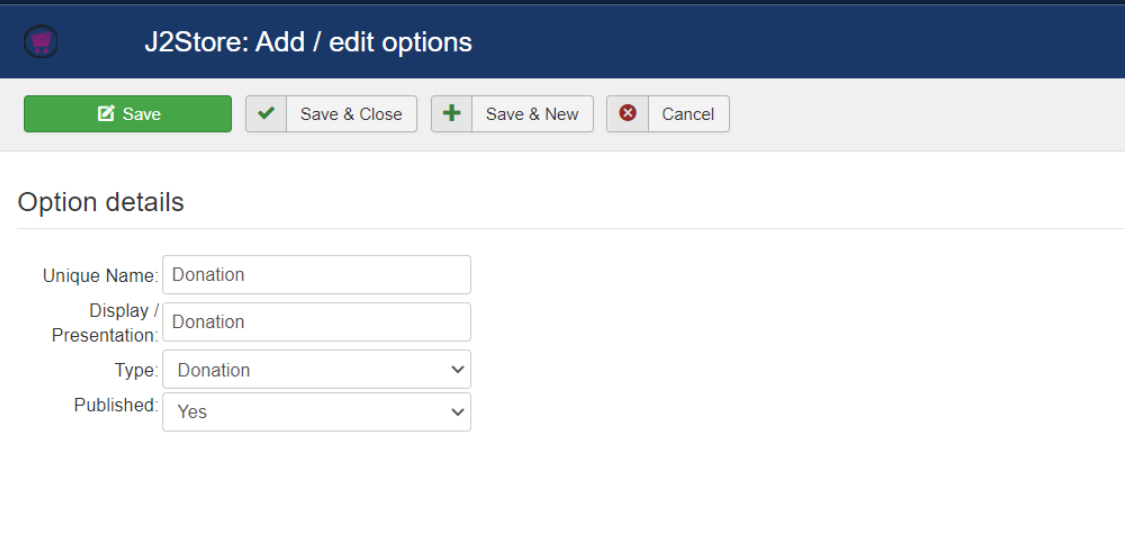 J2Store: Add / edit options
Save
Save & Close
Save & New
Cancel
Option details
Unique Name: Donation
Display /
Presentation: Donation
Type: Donation
Published: Yes